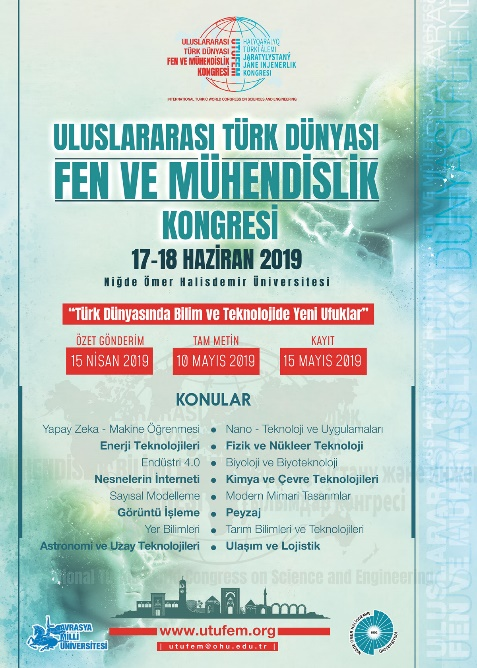 ULUSLARARASI
TÜRK DÜNYASI
FEN VE MÜHENDİSLİK
KONGRESİ
UTUFEM
UTUFEM
HALYQARALYQ
TÜRKİ ÁLEMİ
JARATYLYSTANÝ
JÁNE INJENERLIK
KONGRESİ
INTERNATIONAL TURKIC WORLD CONGRESS ON SCIENCES AND ENGINEERING
ULUSLARARASI TÜRK DÜNYASI
FEN VE MÜHENDİSLİK
KONGRESİ
17-18 HAZİRAN 2019
Niğde Ömer Halisdemir Üniversitesi
“Türk Dünyasında Bilim ve Teknolojide Yeni Ufuklar”
ÖZET GÖNDERİM
15 NİSAN 2019
TAM METİN
10 MAYIS 2019
KAYIT
15 MAYIS 2019
KONULAR
Yapay Zeka - Makine Öğrenmesi ● Nano - Teknoloji ve Uygulamaları
Enerji Teknolojileri ● Fizik ve Nükleer Teknoloji
Endüstri 4.0 ● Biyoloji ve Biyoteknoloji
Nesnelerin İnterneti ● Kimya ve Çevre Teknolojileri
Sayısal Modelleme ● Modern Mimari Tasarımlar
Görüntü İşleme ● Peyzaj
Yer Bilimleri ● Tarım Bilimleri ve Teknolojileri
Astronomi ve Uzay Teknolojileri ● Ulaşım ve Lojistik
AVRASYA
MİLLİ
ÜNİVERSİTESİ
www.utufem.org
| utufem@ohu.edu.tr |